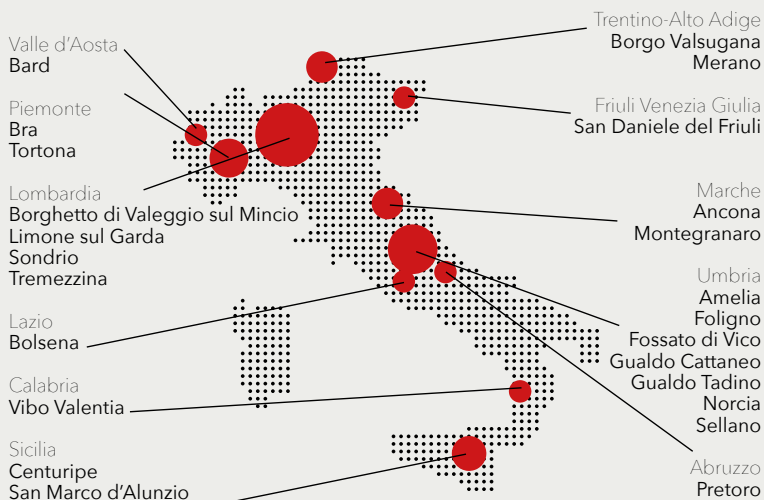 Valle d'Aosta
Bard
Piemonte
Bra
Tortona
Lombardia
Borghetto di Valeggio sul Mincio
Limone sul Garda
Sondrio
Tremezzina
Lazio
Bolsena
Calabria
Vibo Valentia
Sicilia
Centuripe
San Marco d'Alunzio
Trentino-Alto Adige
Borgo Valsugana
Merano
Friuli Venezia Giulia
San Daniele del Friuli
Marche
Ancona
Montegranaro
Umbria
Amelia
Foligno
Fossato di Vico
Gualdo Cattaneo
Gualdo Tadino
Norcia
Sellano
Abruzzo
Pretoro